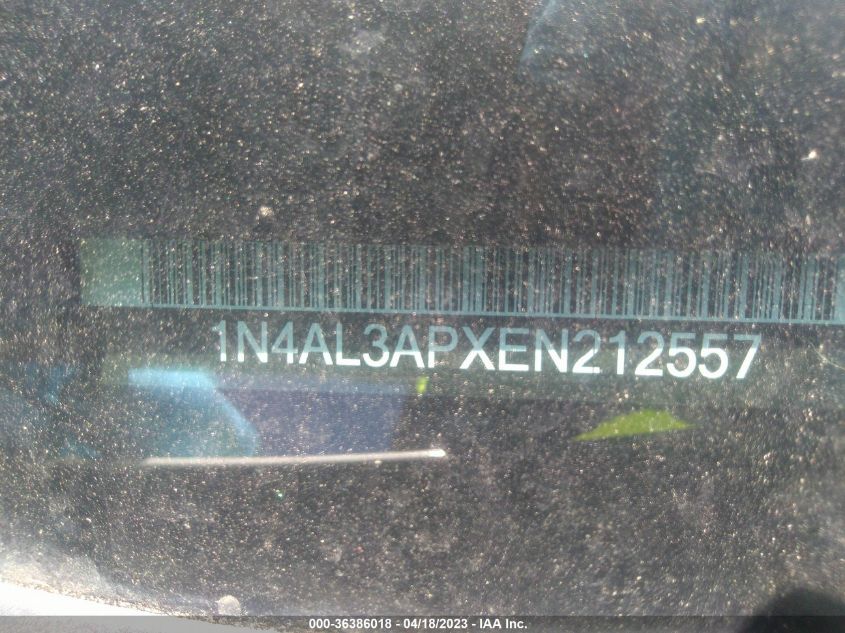 1N4AL3APXEN212557
000-36386018 - 04/18/2023 - IAA Inc.